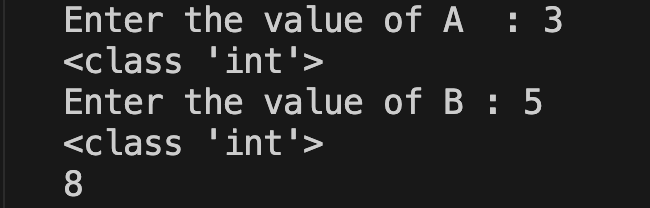 Enter the value of A  : 3
<class 'int'>
Enter the value of B : 5
<class 'int'>
8